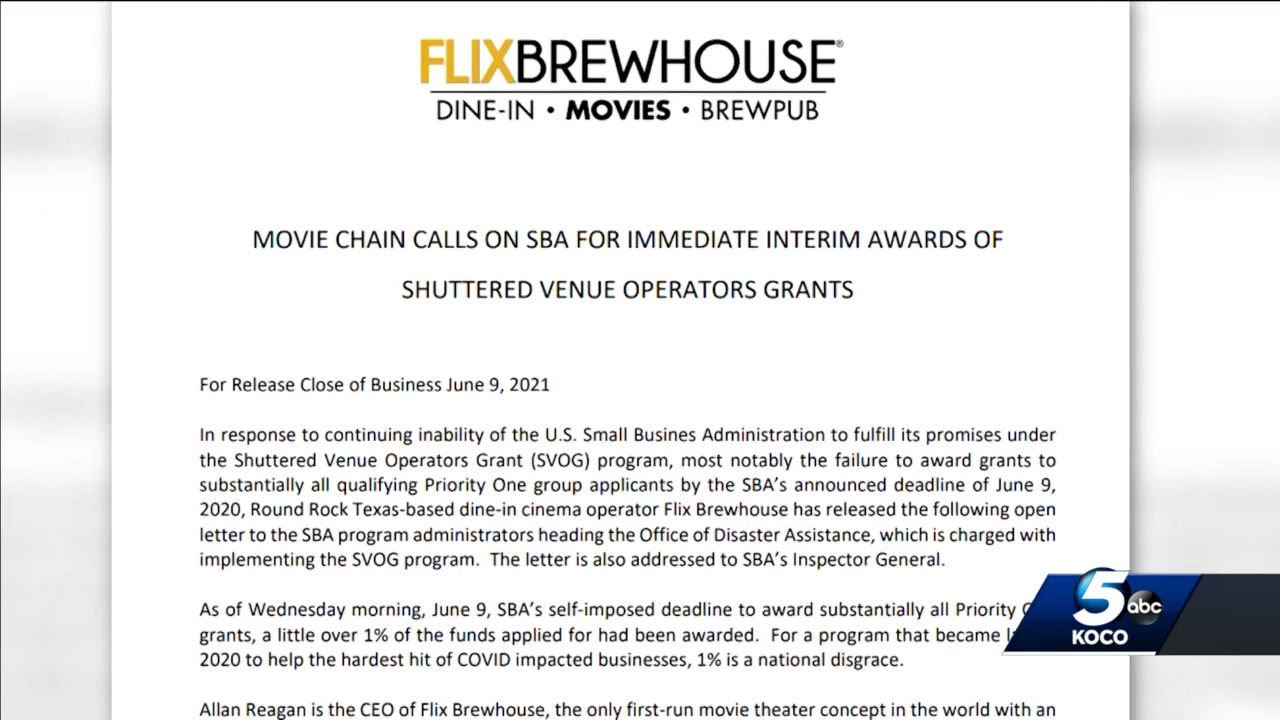 FLIXBREWHOUSE®
DINE-IN • MOVIES • BREWPUB
MOVIE CHAIN CALLS ON SBA FOR IMMEDIATE INTERIM AWARDS OF
SHUTTERED VENUE OPERATORS GRANTS
For Release Close of Business June 9, 2021
In response to continuing inability of the U.S. Small Busines Administration to fulfill its promises under
the Shuttered Venue Operators Grant (SVOG) program, most notably the failure to award grants to
substantially all qualifying Priority One group applicants by the SBA's announced deadline of June 9,
2020, Round Rock Texas-based dine-in cinema operator Flix Brewhouse has released the following open
letter to the SBA program administrators heading the Office of Disaster Assistance, which is charged with
implementing the SVOG program. The letter is also addressed to SBA's Inspector General.
As of Wednesday morning, June 9, SBA's self-imposed deadline to award substantially all Priority
grants, a little over 1% of the funds applied for had been awarded. For a program that became
2020 to help the hardest hit of COVID impacted businesses, 1% is a national disgrace.
Allan Reagan is the CEO of Flix Brewhouse, the only first-run movie theater concept in the world with an
5 abc
KOCO